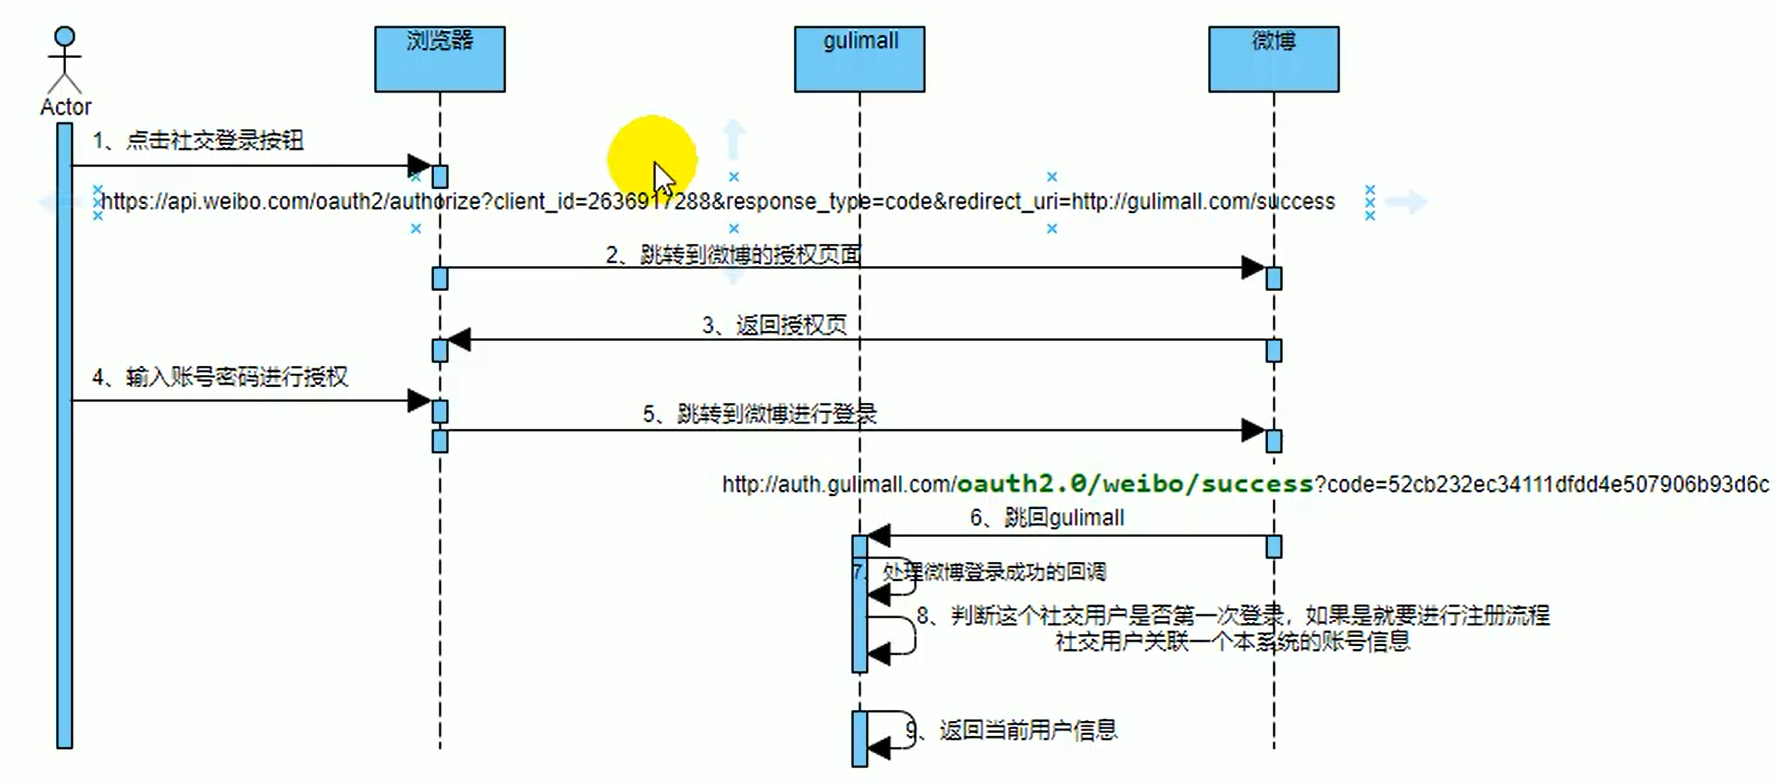 浏览器
gulimall
微博
Actor
1、点击社交登录按钮
https://api.weibo.com/oauth2/authorize?client_id=2636917288&response_type=code&redirect_uri=http://gulimall.com/success
2、跳转到微博的授权页面
3、返回授权页
4、输入账号密码进行授权
5、跳转到微博进行登录
http://auth.gulimall.com/oauth2.0/weibo/success?code=52cb232ec34111dfdd4e507906b93d6c
6、跳回gulimall
7、处理微博登录成功的回调
8、判断这个社交用户是否第一次登录，如果是就要进行注册流程
社交用户关联一个本系统的账号信息
9、返回当前用户信息